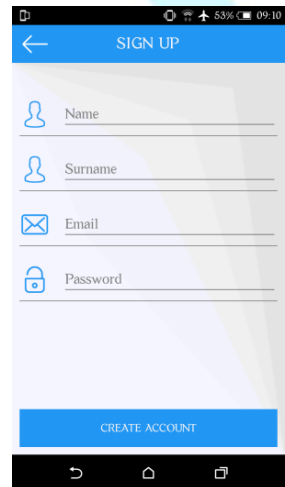 53% 09:10
SIGN UP
Name
Surname
Email
Password
CREATE ACCOUNT